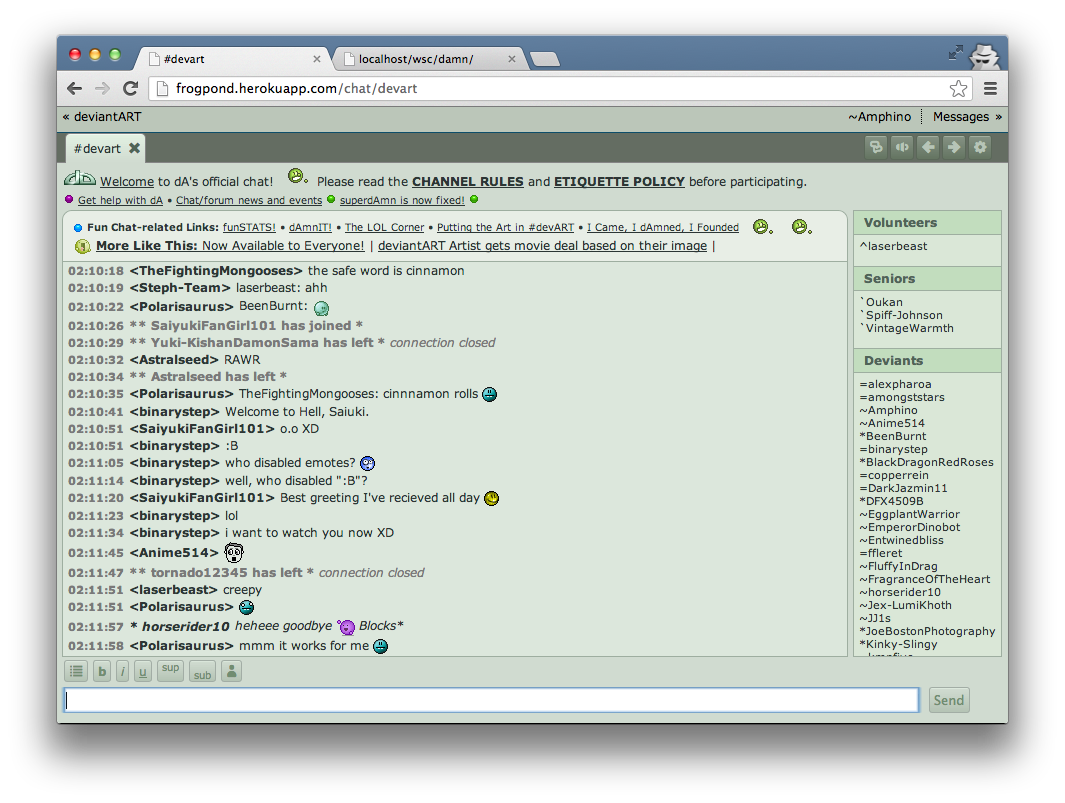 #devart
localhost/wsc/damn/
frogpond.herokuapp.com/chat/devart
« deviantART ~Amphino Messages »
#devart
Welcome to dA's official chat! Please read the CHANNEL RULES and ETIQUETTE POLICY before participating.
Get help with dA • Chat/forum news and events superdAmn is now fixed!
Fun Chat-related Links: funSTATS! • dAmnIT! • The LOL Corner • Putting the Art in #devART • I Came, I dAmned, I Founded
More Like This: Now Available to Everyone! | deviantART Artist gets movie deal based on their image |
02:10:18 <TheFightingMongooses> the safe word is cinnamon
02:10:19 <Steph-Team> laserbeast: ahh
02:10:22 <Polarisaurus> BeenBurnt:
02:10:26 ** SaiyukiFanGirl101 has joined *
02:10:29 ** Yuki-KishanDamonSama has left * connection closed
02:10:32 <Astralseed> RAWR
02:10:34 ** Astralseed has left *
02:10:35 <Polarisaurus> TheFightingMongooses: cinnnamon rolls
02:10:41 <binarystep> Welcome to Hell, Saiuki.
02:10:51 <SaiyukiFanGirl101> o.o XD
02:10:51 <binarystep> :B
02:11:05 <binarystep> who disabled emotes?
02:11:14 <binarystep> well, who disabled ":B"?
02:11:20 <SaiyukiFanGirl101> Best greeting I've recieved all day
02:11:23 <binarystep> lol
02:11:34 <binarystep> i want to watch you now XD
02:11:45 <Anime514>
02:11:47 ** tornado12345 has left * connection closed
02:11:51 <laserbeast> creepy
02:11:51 <Polarisaurus>
02:11:57 * horserider10 heheee goodbye Blocks*
02:11:58 <Polarisaurus> mmm it works for me
Volunteers
^laserbeast
Seniors
`Oukan
`Spiff-Johnson
`VintageWarmth
Deviants
=alexpharoa
=amongststars
~Amphino
~Anime514
*BeenBurnt
=binarystep
*BlackDragonRedRoses
=copperrein
=DarkJazmin11
*DFX4509B
~EggplantWarrior
~EmperorDinobot
~Entwinedbliss
=ffleret
~FluffyInDrag
~FragranceOfTheHeart
~horserider10
~Jex-LumiKhoth
~JJ1s
*JoeBostonPhotography
*Kinky-Slingy
b i u sup sub
Send